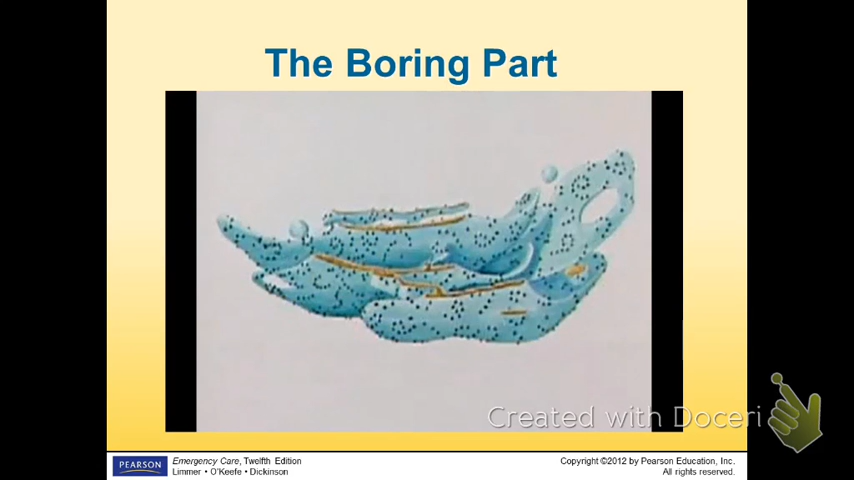 The Boring Part
Created with Doceri
PEARSON
Emergency Care, Twelfth Edition
Limmer • O'Keefe • Dickinson
Copyright ©2012 by Pearson Education, Inc.
All rights reserved.